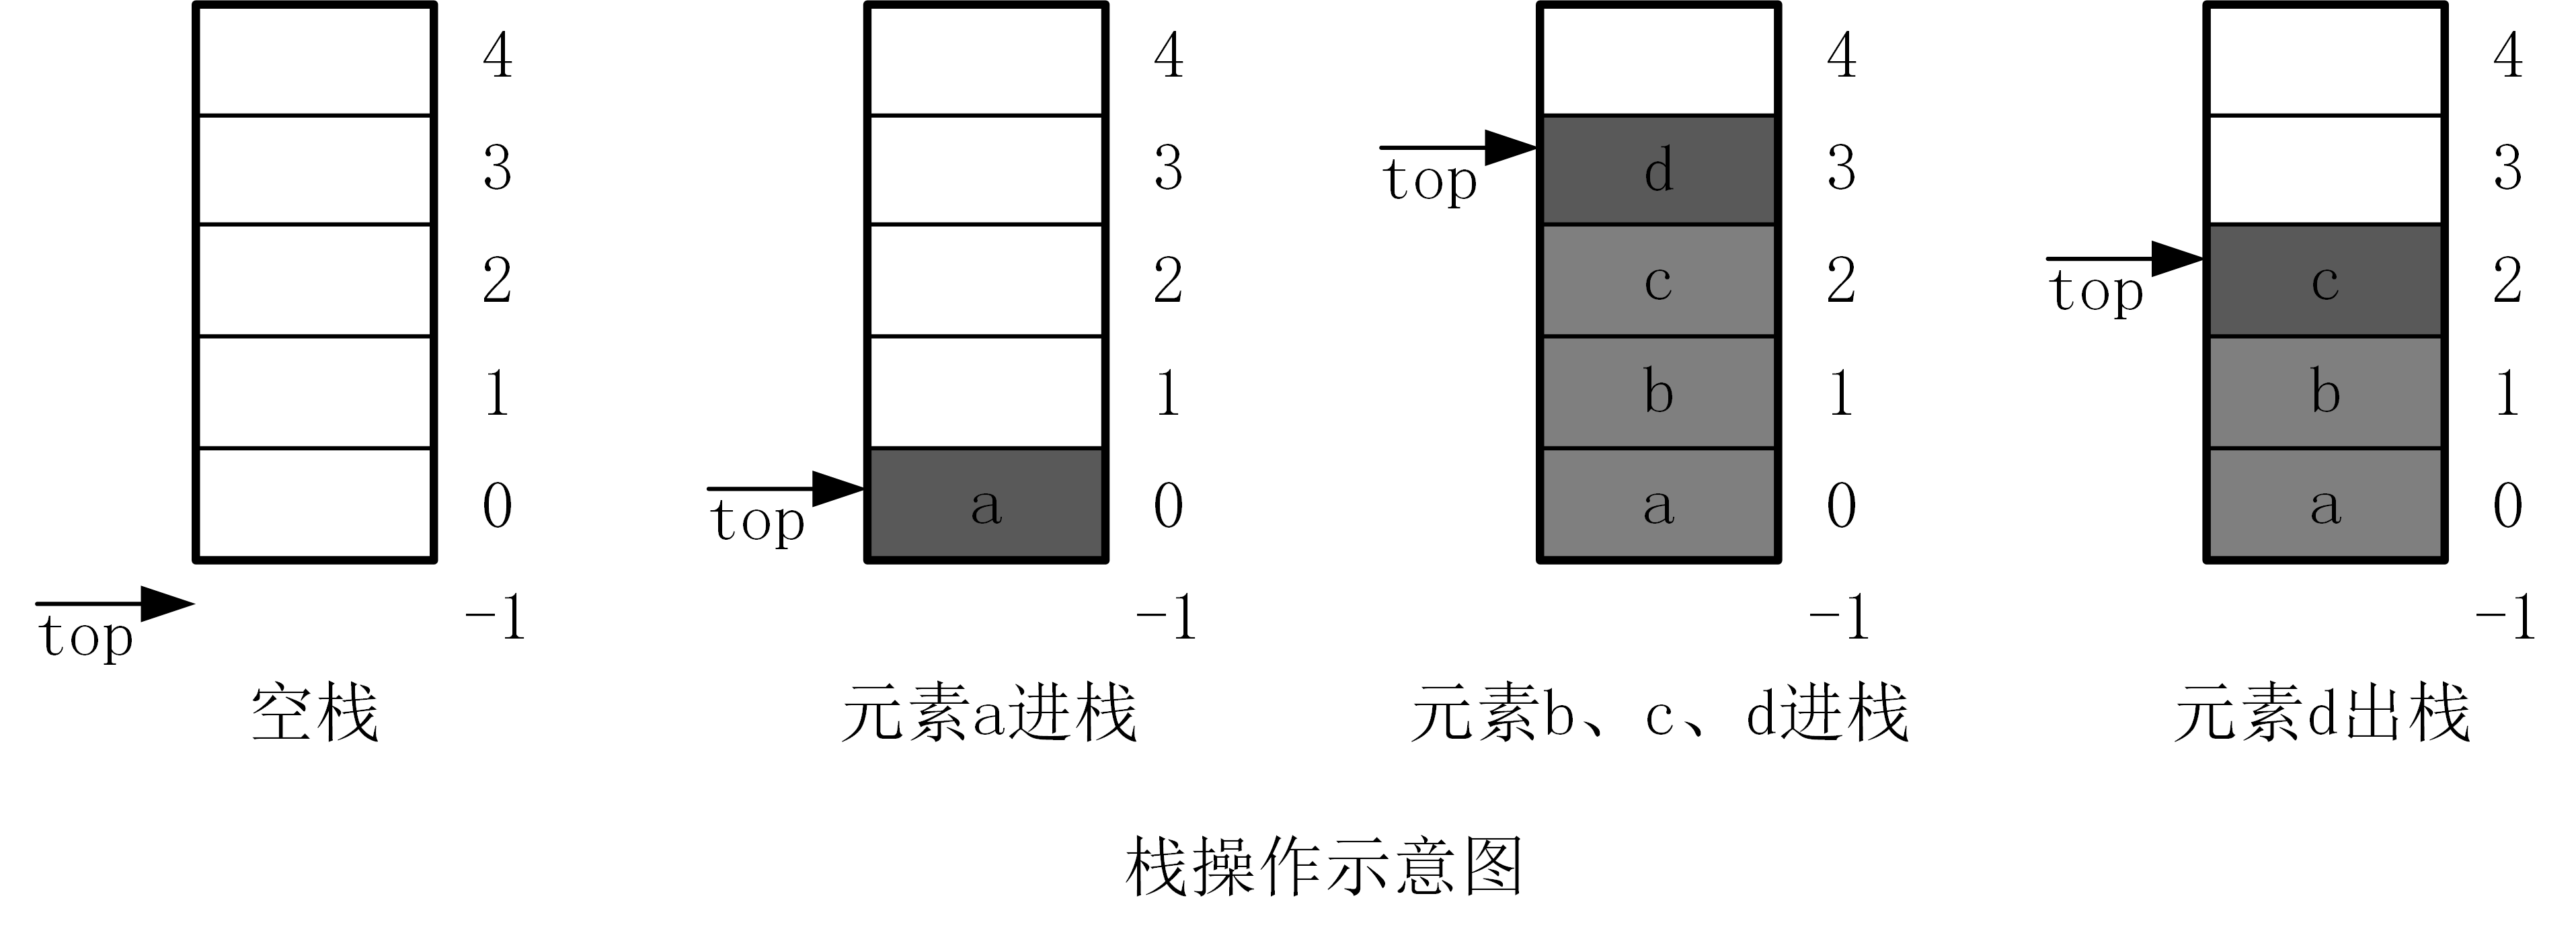 4 4 4 4
3 3 d 3 3
top
2 2 c 2 c 2
top
1 1 b 1 b 1
0 a 0 a 0 a 0
top
-1 -1 -1 -1
top
空栈 元素a进栈 元素b、c、d进栈 元素d出栈
栈操作示意图